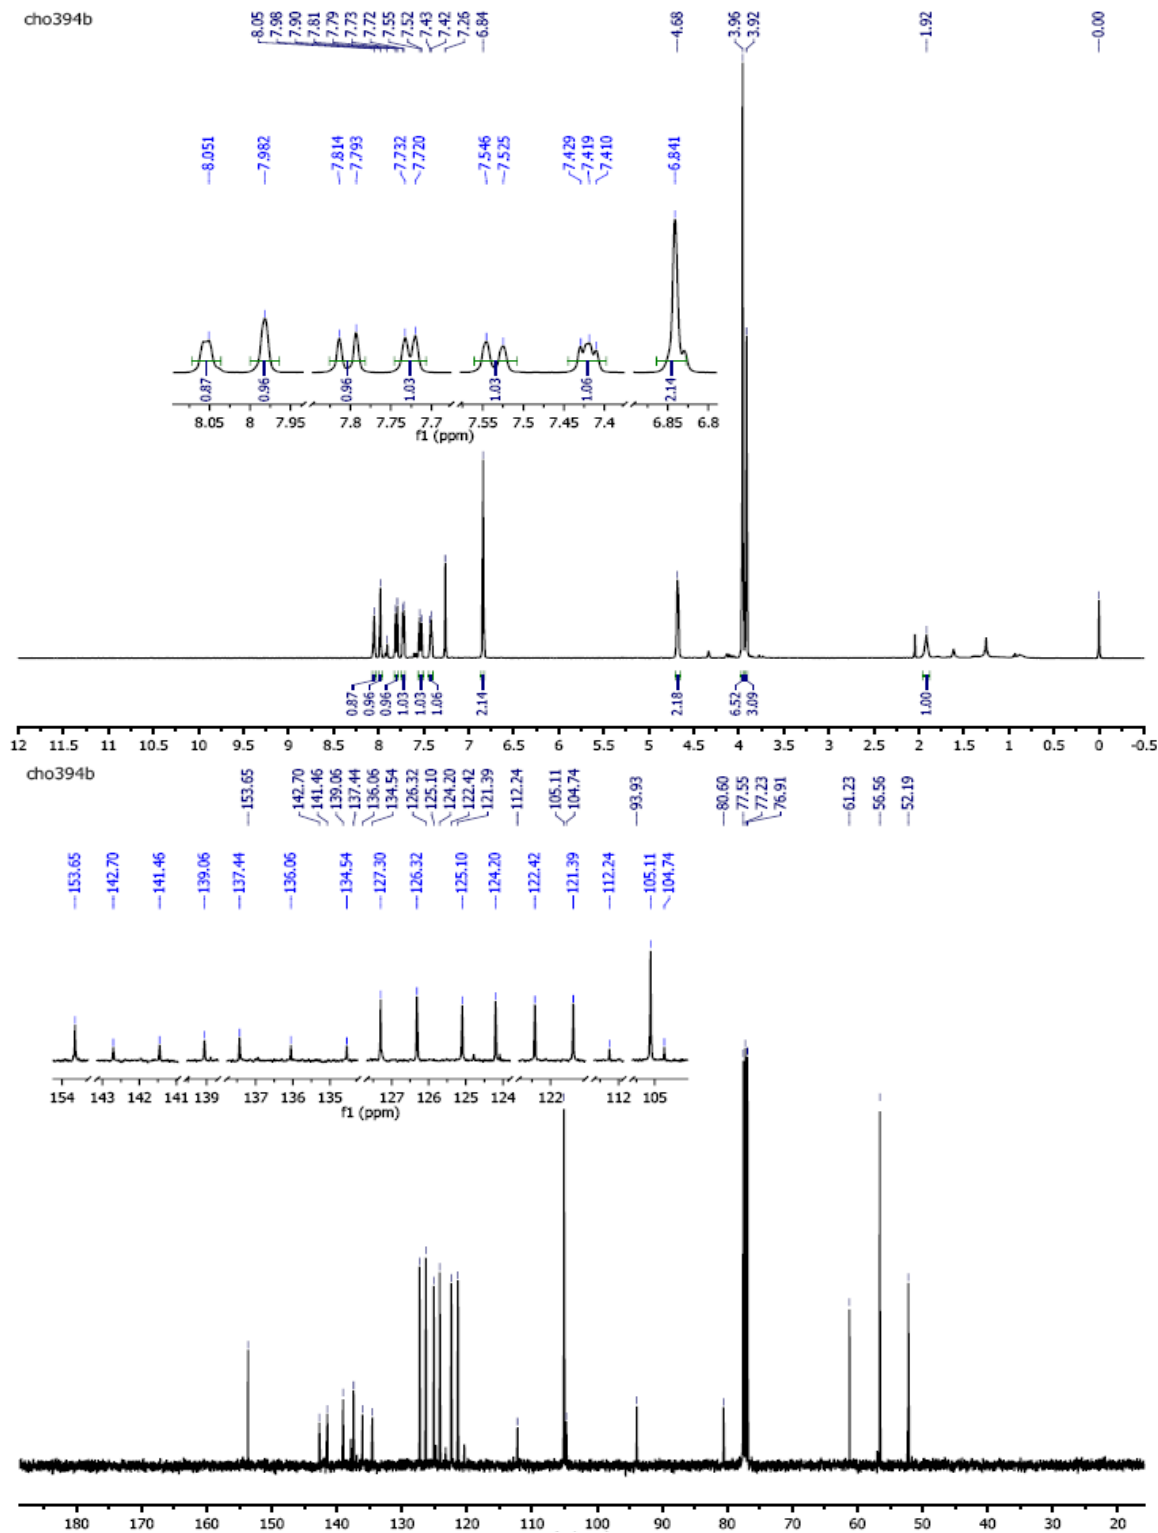 cho394b
8.05 7.98 7.90 7.81 7.79 7.73 7.72 7.55 7.52 7.43 7.42 7.26 6.84 4.68 3.96 3.92 1.92 0.00
8.051 7.982 7.814 7.793 7.732 7.720 7.546 7.525 7.429 7.419 7.410 6.841
0.87 0.96 0.96 1.03 1.03 1.06 2.14
8.05 8 7.95 7.8 7.75 7.7 7.55 7.5 7.45 7.4 6.85 6.8
f1 (ppm)
0.87 0.96 0.96 1.03 1.03 1.06 2.14 2.18 6.52 3.09 1.00
12 11.5 11 10.5 10 9.5 9 8.5 8 7.5 7 6.5 6 5.5 5 4.5 4 3.5 3 2.5 2 1.5 1 0.5 0 -0.5
cho394b
153.65 142.70 141.46 139.06 137.44 136.06 134.54 126.32 125.10 124.20 122.42 121.39 112.24 105.11 104.74 93.93 80.60 77.55 77.23 76.91 61.23 56.56 52.19
153.65 142.70 141.46 139.06 137.44 136.06 134.54 127.30 126.32 125.10 124.20 122.42 121.39 112.24 105.11 104.74
154 143 142 141 139 137 136 135 127 126 125 124 122 112 105
f1 (ppm)
180 170 160 150 140 130 120 110 100 90 80 70 60 50 40 30 20